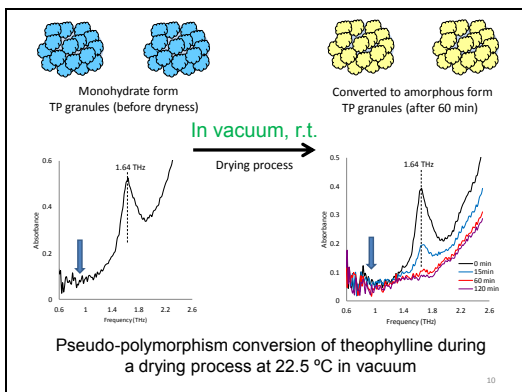 Monohydrate form
TP granules (before dryness)
Converted to amorphous form
TP granules (after 60 min)
In vacuum, r.t.
Drying process
1.64 THz
0.6
0.4
0.2
0
Absorbance
0.6
1
1.4
1.8
2.2
2.6
Frequency(THz)
1.64 THz
0.5
0.4
0.3
0.2
0.1
0
Absorbance
0 min
15min
60 min
120 min
0.6
1
1.4
1.8
2.2
2.6
Frequency (THz)
Pseudo-polymorphism conversion of theophylline during
a drying process at 22.5 ºC in vacuum
10